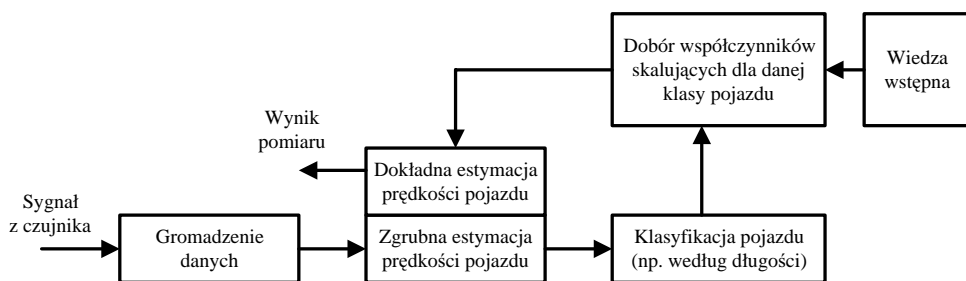 Dobór współczynników
skalujących dla danej
klasy pojazdu
Wiedza
wstępna
Wynik
pomiaru
Dokładna estymacja
prędkości pojazdu
Sygnał
z czujnika
Gromadzenie
danych
Zgrubna estymacja
prędkości pojazdu
Klasyfikacja pojazdu
(np. według długości)